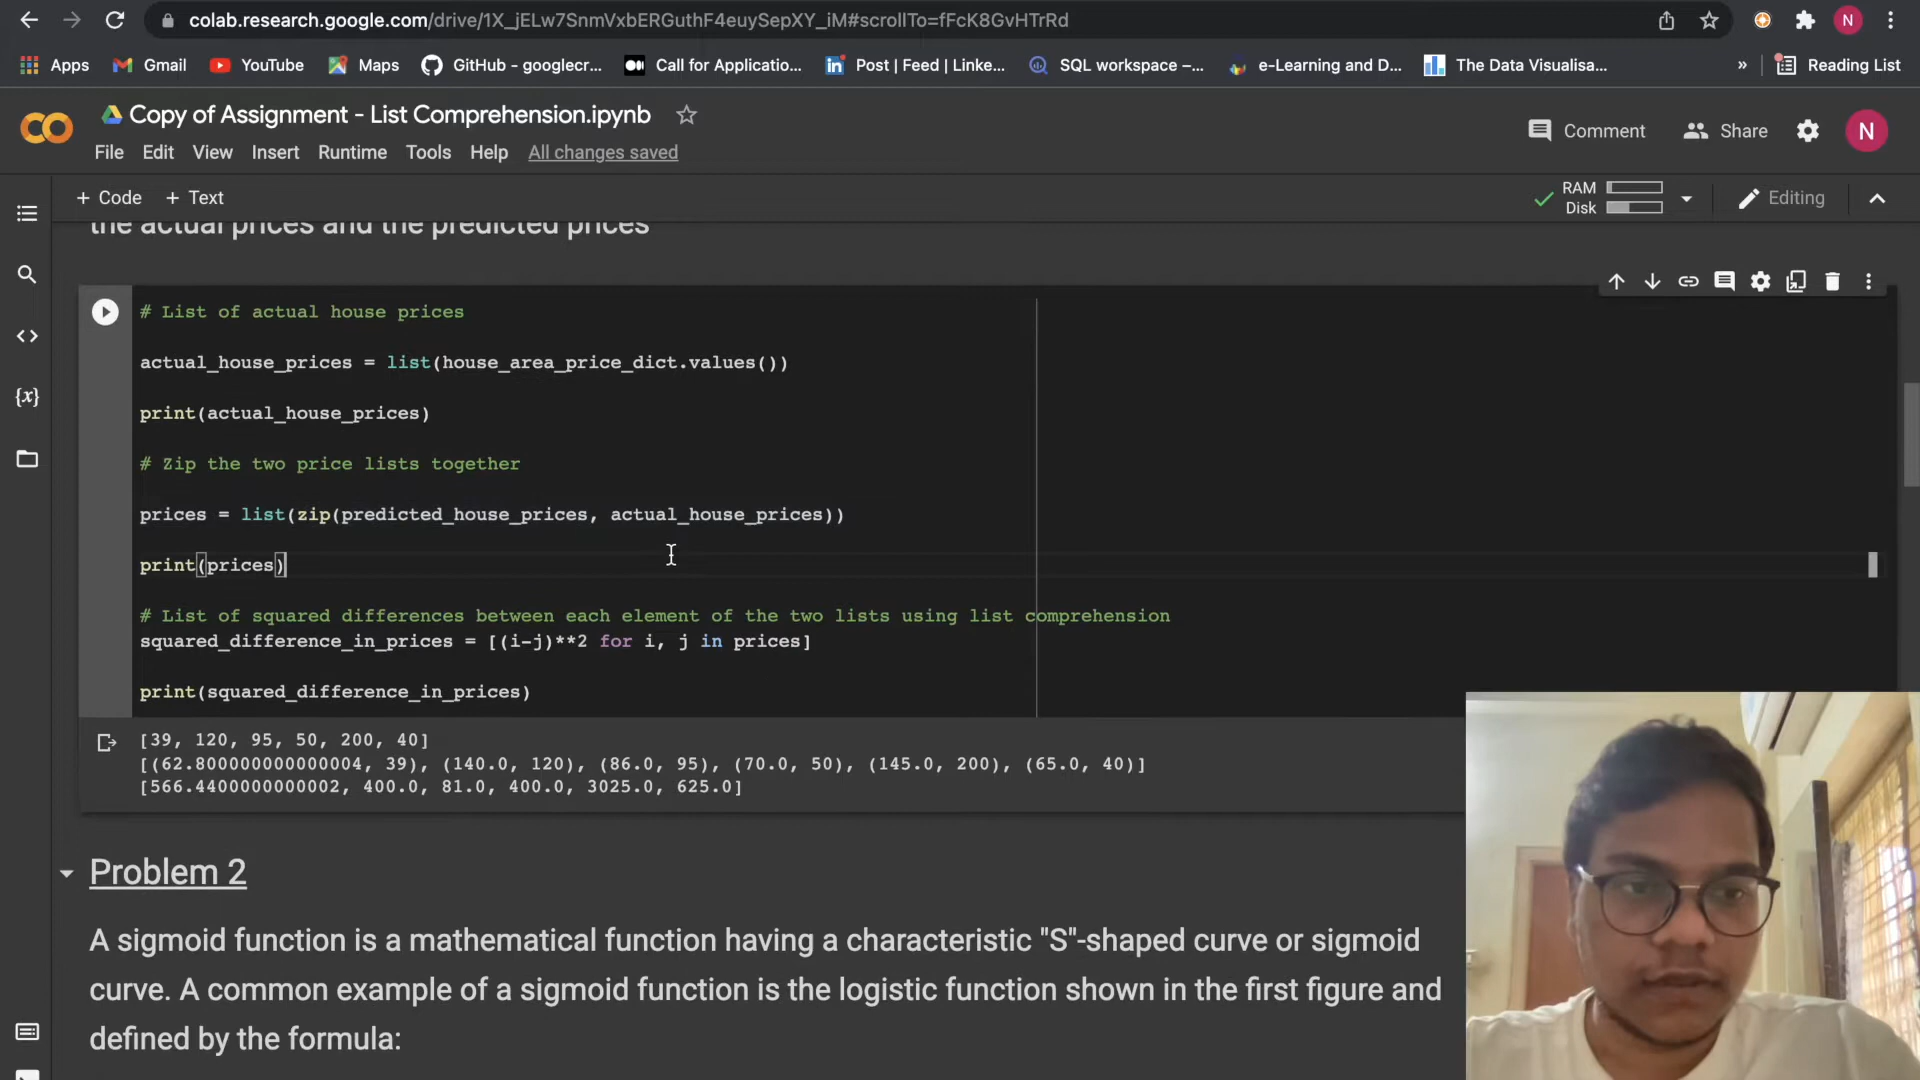 colab.research.google.com/drive/1X_jELw7SnmVxbERGuthF4euySepXY_iM#scrollTo=fFcK8GvHTrRd
N
Apps Gmail YouTube Maps GitHub - googlecr... Call for Applicatio... Post | Feed | Linke... SQL workspace –... e-Learning and D... The Data Visualisa... » Reading List
Copy of Assignment - List Comprehension.ipynb
Comment Share N
File Edit View Insert Runtime Tools Help All changes saved
+ Code + Text
RAM
Disk
Editing
the actual prices and the predicted prices
{x}
# List of actual house prices
actual_house_prices = list(house_area_price_dict.values())
print(actual_house_prices)
# Zip the two price lists together
prices = list(zip(predicted_house_prices, actual_house_prices))
print(prices)
# List of squared differences between each element of the two lists using list comprehension
squared_difference_in_prices = [(i-j)**2 for i, j in prices]
print(squared_difference_in_prices)
[39, 120, 95, 50, 200, 40]
[(62.800000000000004, 39), (140.0, 120), (86.0, 95), (70.0, 50), (145.0, 200), (65.0, 40)]
[566.4400000000002, 400.0, 81.0, 400.0, 3025.0, 625.0]
Problem 2
A sigmoid function is a mathematical function having a characteristic "S"-shaped curve or sigmoid
curve. A common example of a sigmoid function is the logistic function shown in the first figure and
defined by the formula: